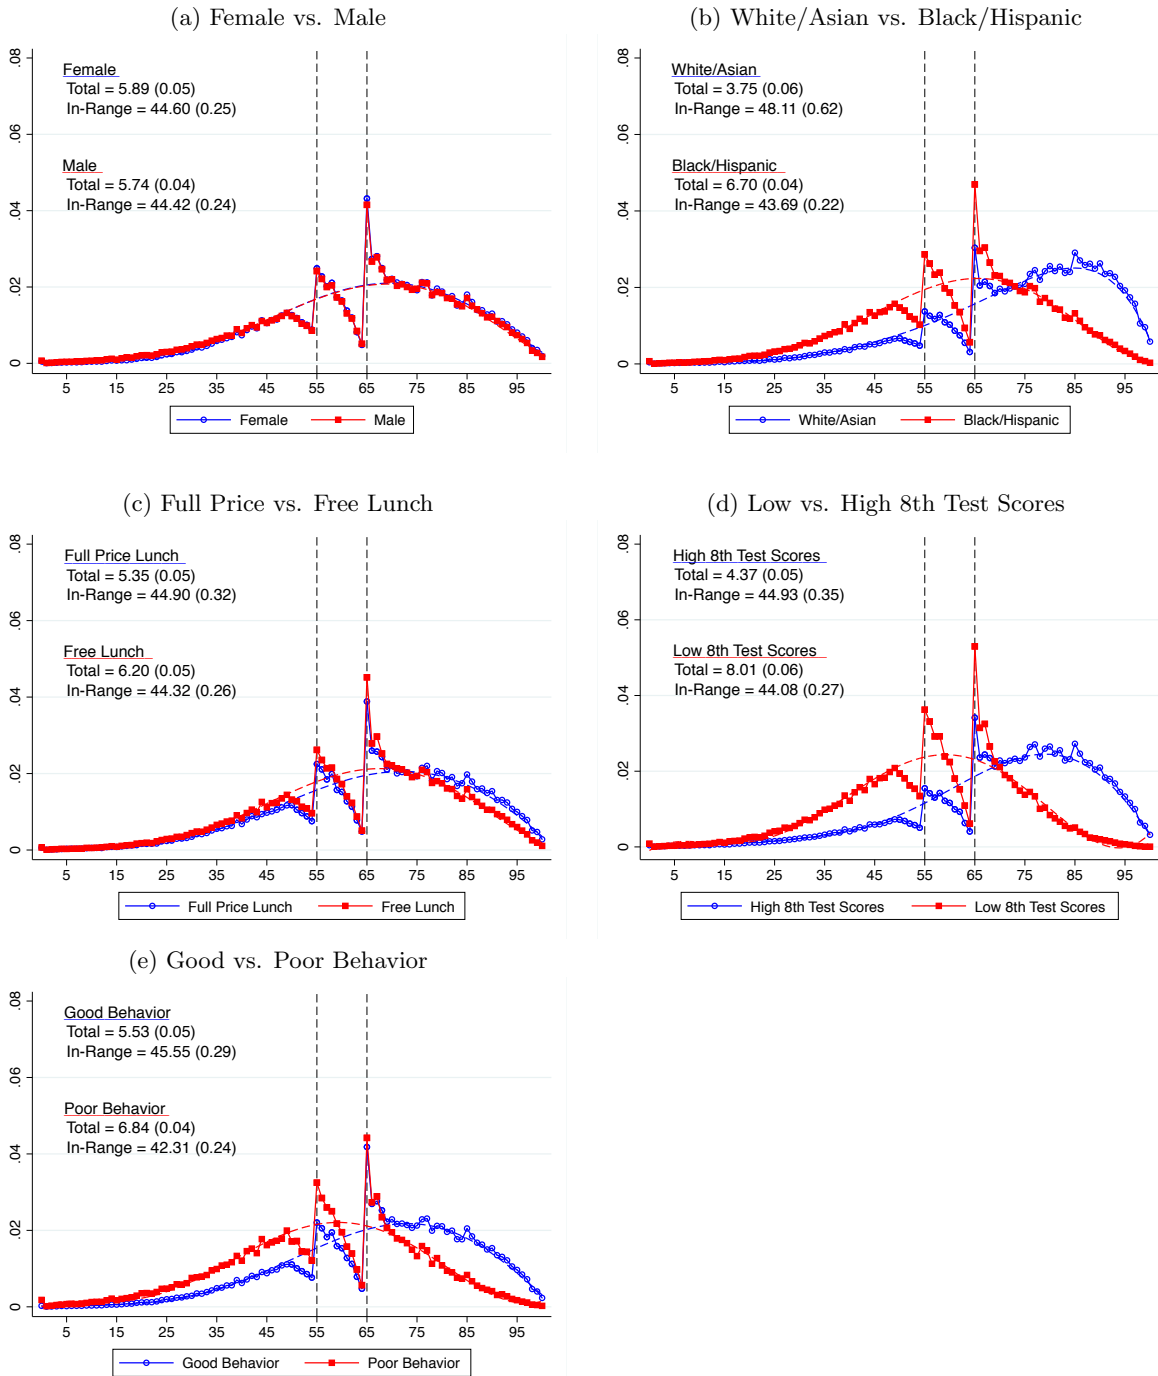 (a) Female vs. Male
.08
.06
.04
.02
0
Female
Total = 5.89 (0.05)
In-Range = 44.60 (0.25)
Male
Total = 5.74 (0.04)
In-Range = 44.42 (0.24)
5 15 25 35 45 55 65 75 85 95
Female Male
(b) White/Asian vs. Black/Hispanic
.08
.06
.04
.02
0
White/Asian
Total = 3.75 (0.06)
In-Range = 48.11 (0.62)
Black/Hispanic
Total = 6.70 (0.04)
In-Range = 43.69 (0.22)
5 15 25 35 45 55 65 75 85 95
White/Asian Black/Hispanic
(c) Full Price vs. Free Lunch
.08
.06
.04
.02
0
Full Price Lunch
Total = 5.35 (0.05)
In-Range = 44.90 (0.32)
Free Lunch
Total = 6.20 (0.05)
In-Range = 44.32 (0.26)
5 15 25 35 45 55 65 75 85 95
Full Price Lunch Free Lunch
(d) Low vs. High 8th Test Scores
.08
.06
.04
.02
0
High 8th Test Scores
Total = 4.37 (0.05)
In-Range = 44.93 (0.35)
Low 8th Test Scores
Total = 8.01 (0.06)
In-Range = 44.08 (0.27)
5 15 25 35 45 55 65 75 85 95
High 8th Test Scores Low 8th Test Scores
(e) Good vs. Poor Behavior
.08
.06
.04
.02
0
Good Behavior
Total = 5.53 (0.05)
In-Range = 45.55 (0.29)
Poor Behavior
Total = 6.84 (0.04)
In-Range = 42.31 (0.24)
5 15 25 35 45 55 65 75 85 95
Good Behavior Poor Behavior